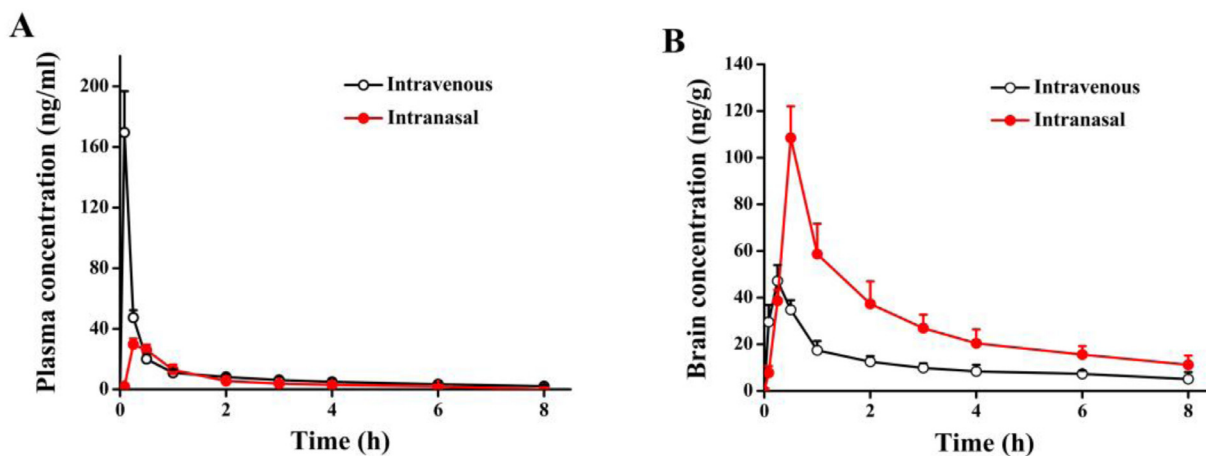 A
Plasma concentration (ng/ml)
200
160
120
80
40
0
Intravenous
Intranasal
0 2 4 6 8
Time (h)
B
Brain concentration (ng/g)
140
120
100
80
60
40
20
0
Intravenous
Intranasal
0 2 4 6 8
Time (h)